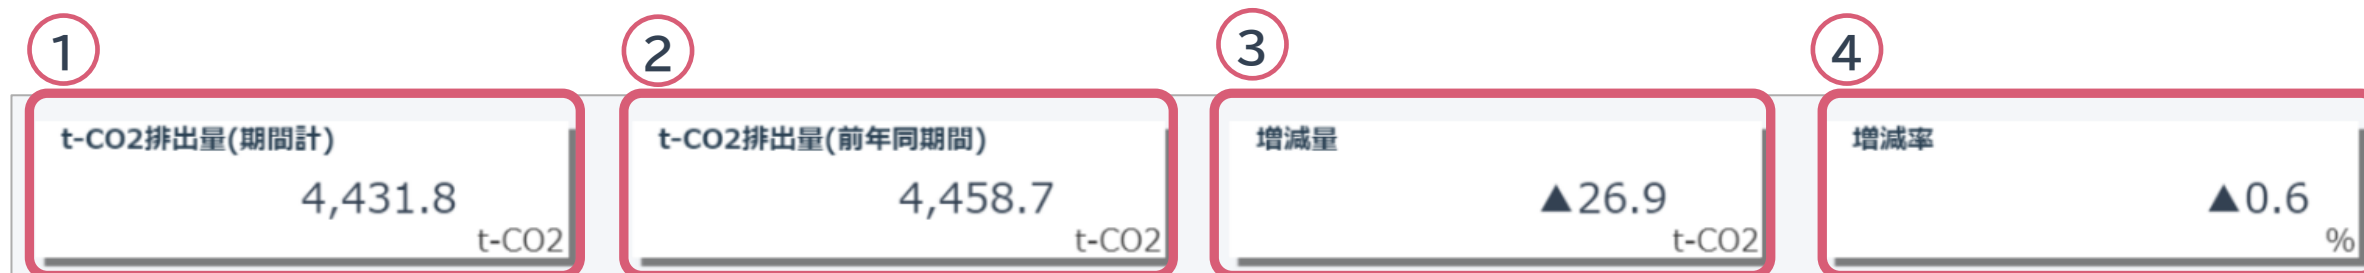 1
t-CO2排出量(期間計)
4,431.8
t-CO2
2
t-CO2排出量(前年同期間)
4,458.7
t-CO2
3
増減量
▲26.9
t-CO2
4
増減率
▲0.6
%